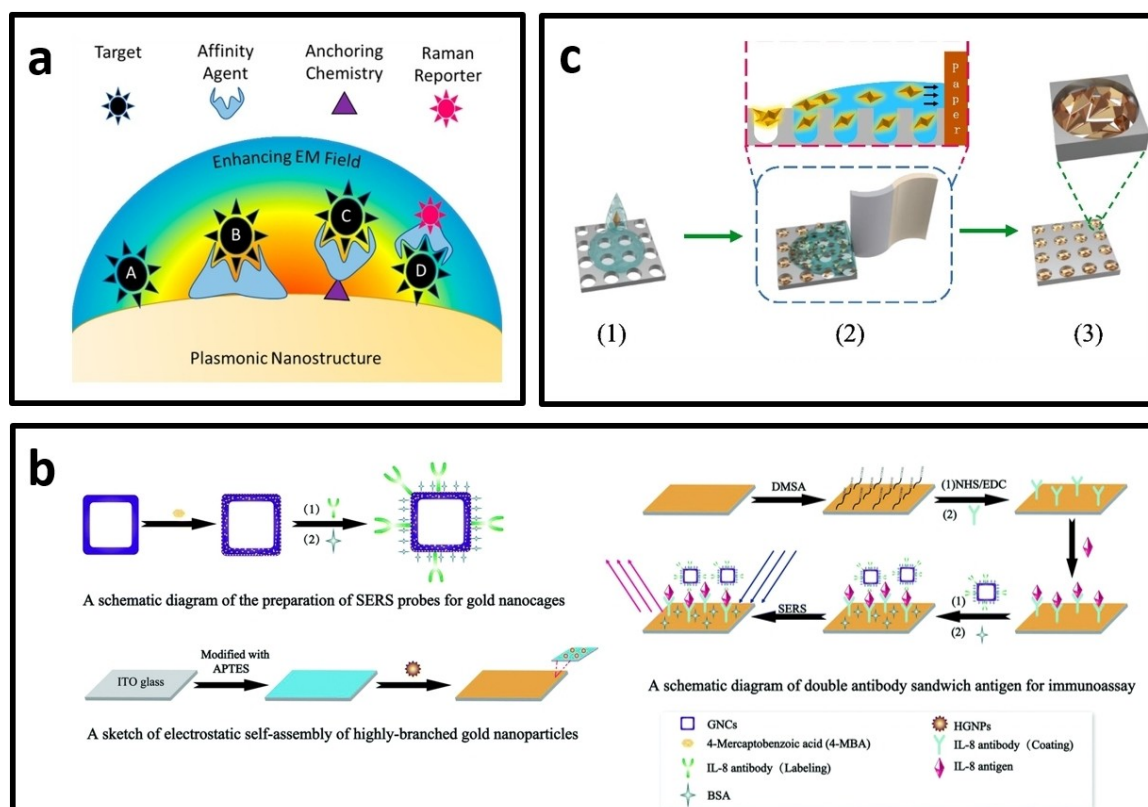 a
Target
Affinity
Agent
Anchoring
Chemistry
Raman
Reporter
Enhancing EM Field
A
B
C
D
Plasmonic Nanostructure
c
Paper
(1)
(2)
(3)
b
(1)
(2)
A schematic diagram of the preparation of SERS probes for gold nanocages
ITO glass
Modified with
APTES
A sketch of electrostatic self-assembly of highly-branched gold nanoparticles
DMSA
(1)NHS/EDC
(2)
(1)
(2)
SERS
A schematic diagram of double antibody sandwich antigen for immunoassay
GNCs
4-Mercaptobenzoic acid (4-MBA)
IL-8 antibody（Labeling）
BSA
HGNPs
IL-8 antibody（Coating）
IL-8 antigen